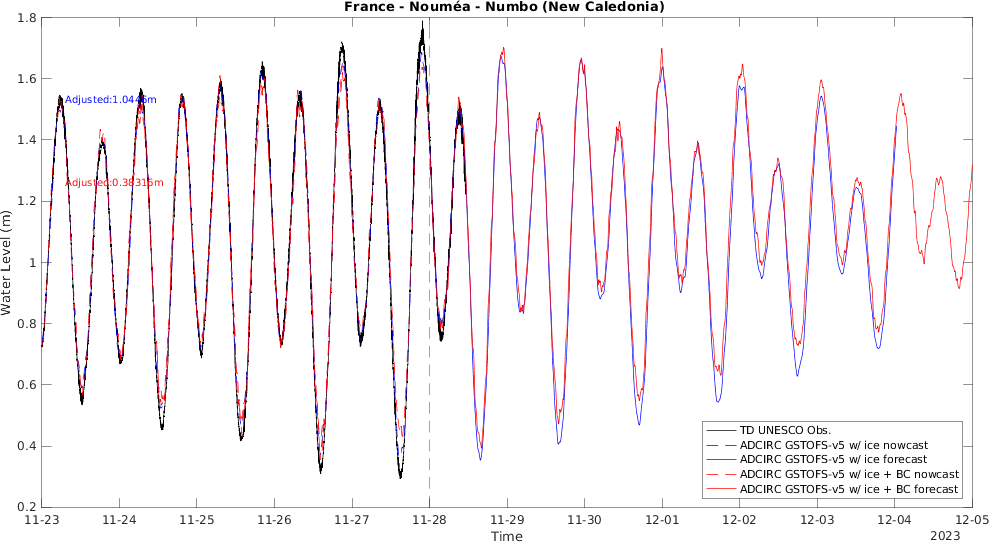 France - Nouméa - Numbo (New Caledonia)
1.8
1.6
1.4
1.2
1
0.8
0.6
0.4
0.2
Water Level (m)
Adjusted:1.0446m
Adjusted:0.38315m
TD UNESCO Obs.
ADCIRC GSTOFS-v5 w/ ice nowcast
ADCIRC GSTOFS-v5 w/ ice forecast
ADCIRC GSTOFS-v5 w/ ice + BC nowcast
ADCIRC GSTOFS-v5 w/ ice + BC forecast
11-23 11-24 11-25 11-26 11-27 11-28 11-29 11-30 12-01 12-02 12-03 12-04 12-05
Time
2023